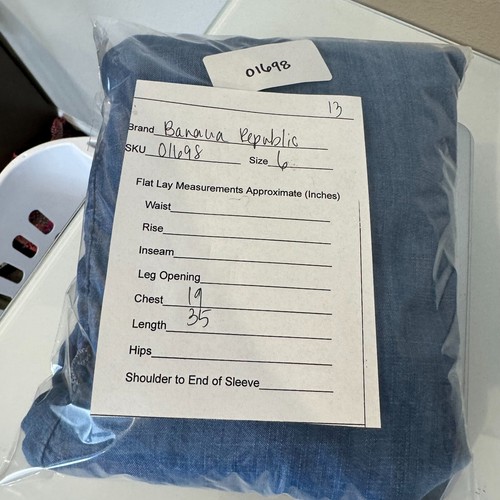 01698
13
Brand Banana Republic
SKU 01698 Size 6
Flat Lay Measurements Approximate (Inches)
Waist
Rise
Inseam
Leg Opening
Chest 19
Length 35
Hips
Shoulder to End of Sleeve